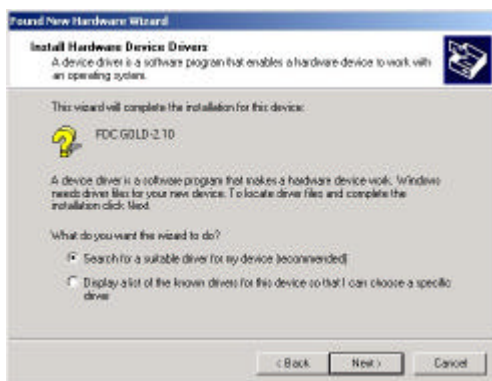 Found New Hardware Wizard
Install Hardware Device Drivers
A device driver is a software program that enables a hardware device to work with
an operating system.
This wizard will complete the installation for this device:
FDC GOLD-2.10
A device driver is a software program that makes a hardware device work. Windows
needs driver files for your new device. To locate driver files and complete the
installation click Next.
What do you want the wizard to do?
Search for a suitable driver for my device (recommended)
Display a list of the known drivers for this device so that I can choose a specific
driver
< Back
Next >
Cancel